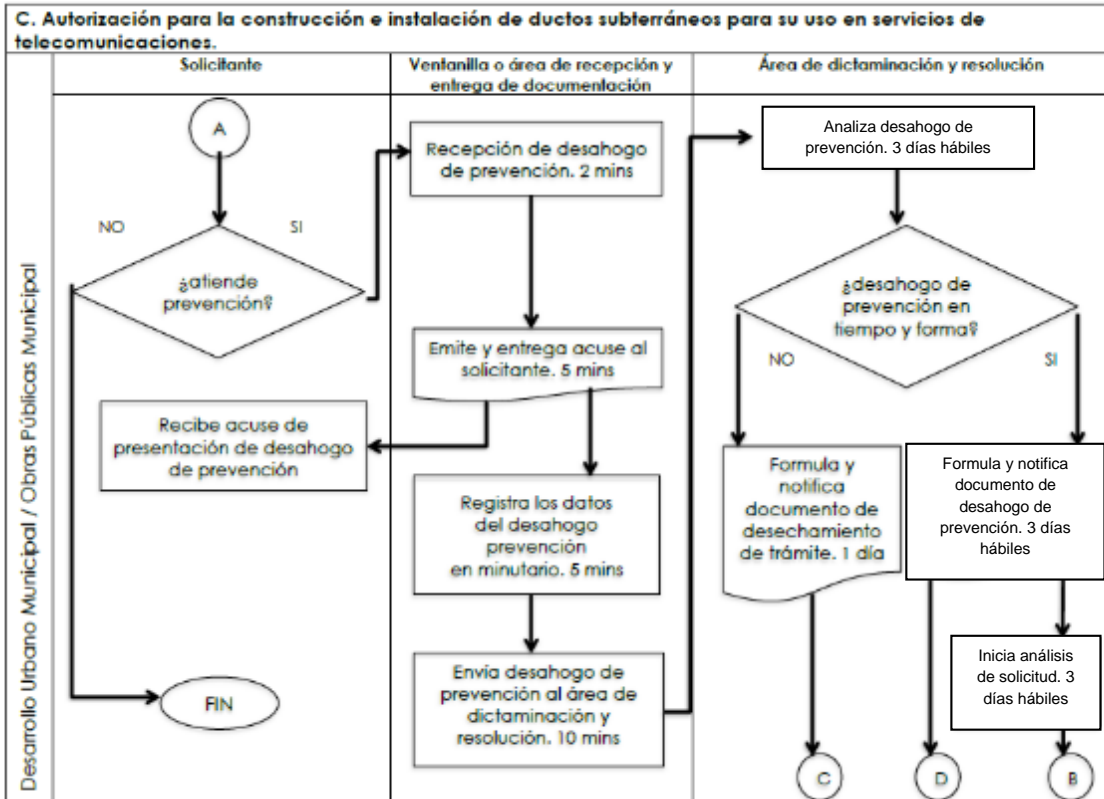 C. Autorización para la construcción e instalación de ductos subterráneos para su uso en servicios de
telecomunicaciones.
Solicitante
Ventanilla o área de recepción y
entrega de documentación
Área de dictaminación y resolución
Desarrollo Urbano Municipal / Obras Públicas Municipal
A
NO
SI
¿atiende
prevención?
Recibe acuse de
presentación de desahogo
de prevención
FIN
Recepción de desahogo
de prevención. 2 mins
Emite y entrega acuse al
solicitante. 5 mins
Registra los datos
del desahogo
prevención
en minutario. 5 mins
Envía desahogo de
prevención al área de
dictaminación y
resolución. 10 mins
Analiza desahogo de
prevención. 3 días hábiles
¿desahogo de
prevención en
tiempo y forma?
NO
SI
Formula y
notifica
documento de
desechamiento
de trámite. 1 día
Formula y notifica
documento de
desahogo de
prevención. 3 días
hábiles
Inicia análisis
de solicitud. 3
días hábiles
C
D
B